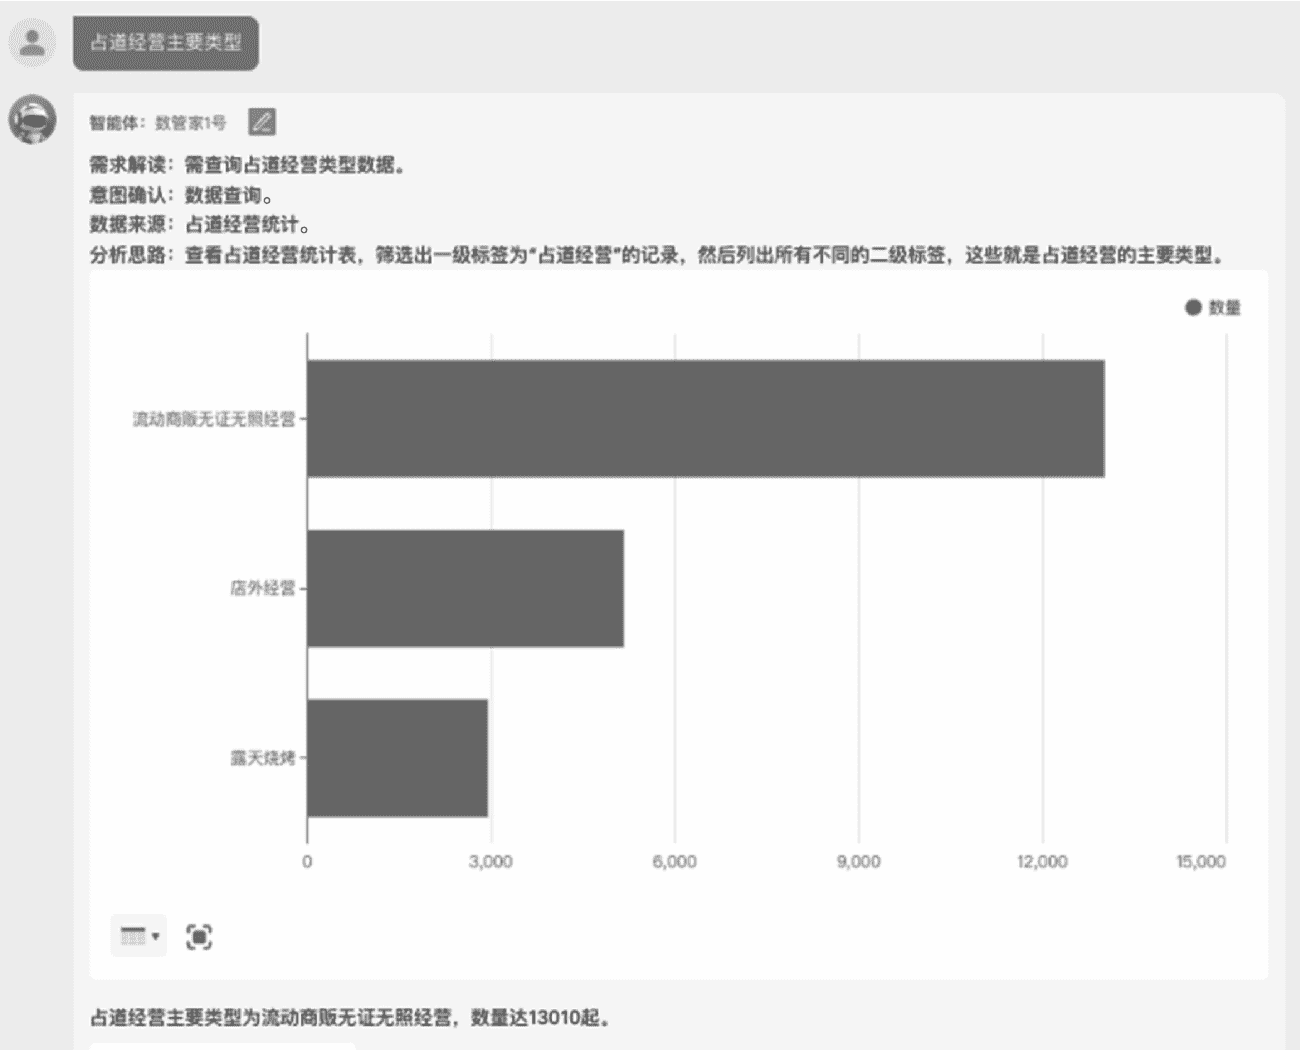 占道经营主要类型
智能体：数管家1号
需求解读：需查询占道经营类型数据。
意图确认：数据查询。
数据来源：占道经营统计。
分析思路：查看占道经营统计表，筛选出一级标签为“占道经营”的记录，然后列出所有不同的二级标签，这些就是占道经营的主要类型。
数量
流动商贩无证无照经营
店外经营
露天烧烤
0 3,000 6,000 9,000 12,000 15,000
占道经营主要类型为流动商贩无证无照经营，数量达13010起。